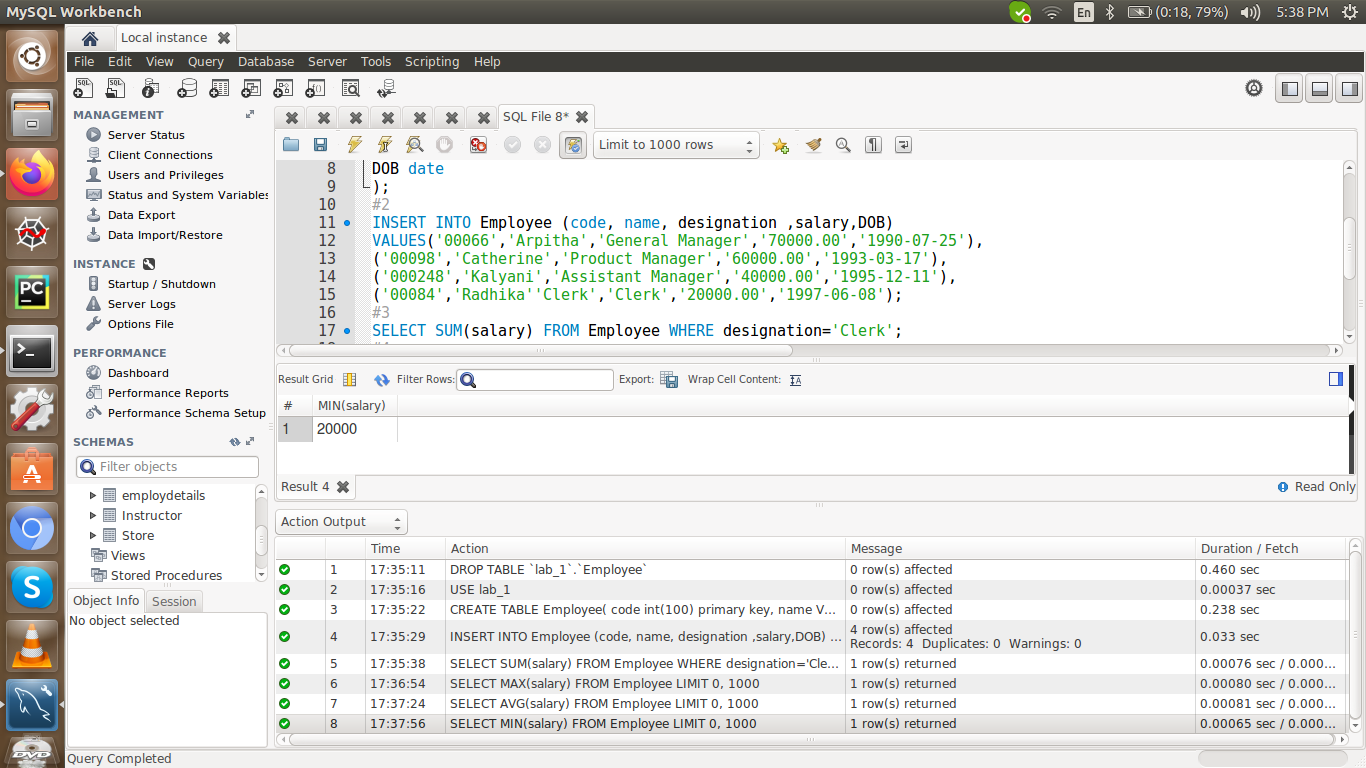 MySQL Workbench
En
(0:18, 79%)
5:38 PM
Local instance
File Edit View Query Database Server Tools Scripting Help
MANAGEMENT
Server Status
Client Connections
Users and Privileges
Status and System Variables
Data Export
Data Import/Restore
INSTANCE
Startup / Shutdown
Server Logs
Options File
PERFORMANCE
Dashboard
Performance Reports
Performance Schema Setup
SCHEMAS
Filter objects
employdetails
Instructor
Store
Views
Stored Procedures
Object Info Session
No object selected
SQL File 8*
Limit to 1000 rows
8 DOB date
9 );
10 #2
11 INSERT INTO Employee (code, name, designation ,salary,DOB)
12 VALUES('00066','Arpitha','General Manager','70000.00','1990-07-25'),
13 ('00098','Catherine','Product Manager','60000.00','1993-03-17'),
14 ('000248','Kalyani','Assistant Manager','40000.00','1995-12-11'),
15 ('00084','Radhika''Clerk','Clerk','20000.00','1997-06-08');
16 #3
17 SELECT SUM(salary) FROM Employee WHERE designation='Clerk';
Result Grid Filter Rows: Export: Wrap Cell Content:
# MIN(salary)
1 20000
Result 4 Read Only
Action Output
Time Action Message Duration / Fetch
1 17:35:11 DROP TABLE `lab_1`.`Employee` 0 row(s) affected 0.460 sec
2 17:35:16 USE lab_1 0 row(s) affected 0.00037 sec
3 17:35:22 CREATE TABLE Employee( code int(100) primary key, name V... 0 row(s) affected 0.238 sec
4 17:35:29 INSERT INTO Employee (code, name, designation ,salary,DOB) ... 4 row(s) affected 0.033 sec
Records: 4 Duplicates: 0 Warnings: 0
5 17:35:38 SELECT SUM(salary) FROM Employee WHERE designation='Cle... 1 row(s) returned 0.00076 sec / 0.000...
6 17:36:54 SELECT MAX(salary) FROM Employee LIMIT 0, 1000 1 row(s) returned 0.00080 sec / 0.000...
7 17:37:24 SELECT AVG(salary) FROM Employee LIMIT 0, 1000 1 row(s) returned 0.00081 sec / 0.000...
8 17:37:56 SELECT MIN(salary) FROM Employee LIMIT 0, 1000 1 row(s) returned 0.00065 sec / 0.000...
Query Completed